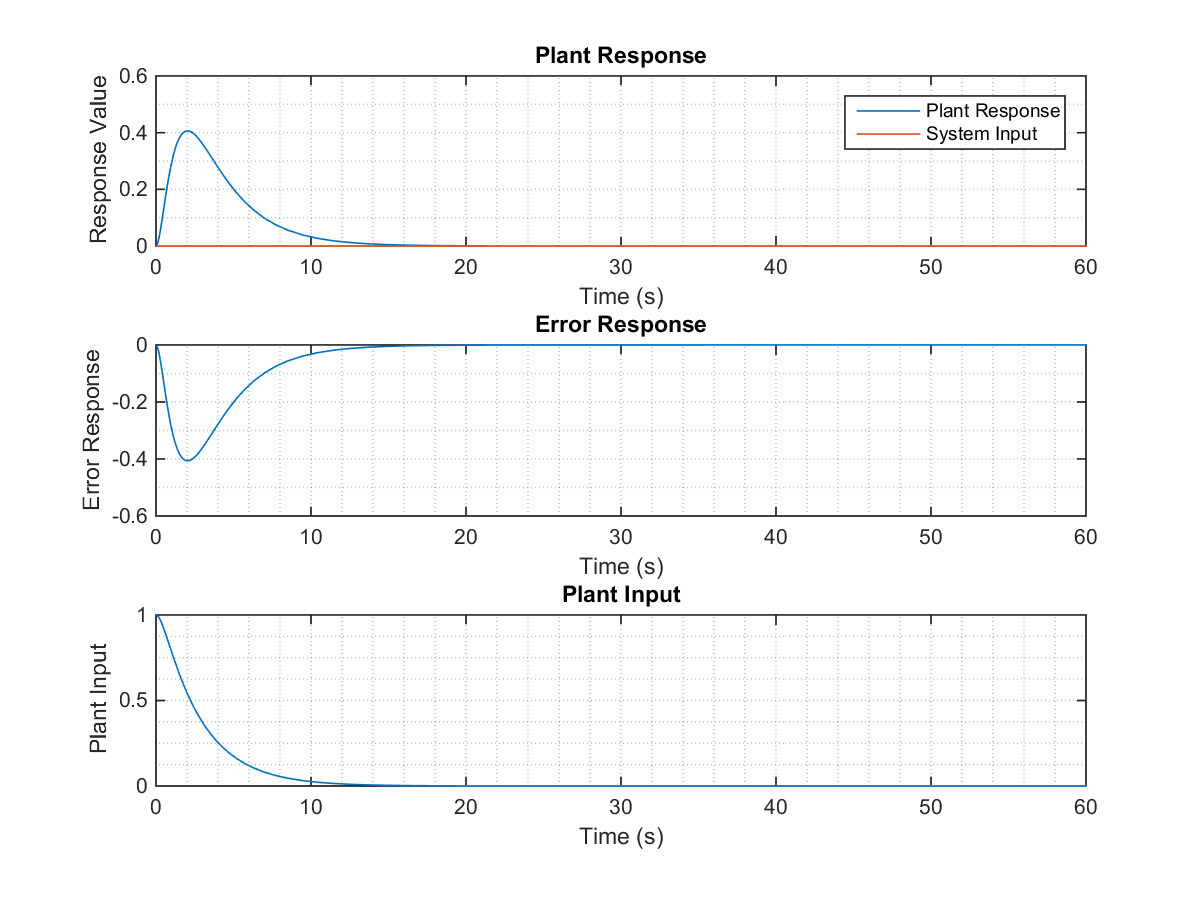 Plant Response
Response Value
0.6
0.4
0.2
0
Plant Response
System Input
0 10 20 30 40 50 60
Time (s)
Error Response
Error Response
0
-0.2
-0.4
-0.6
0 10 20 30 40 50 60
Time (s)
Plant Input
Plant Input
1
0.5
0
0 10 20 30 40 50 60
Time (s)